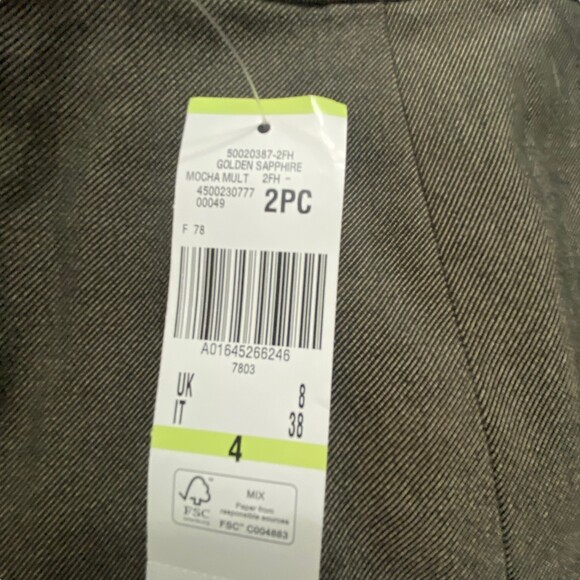 50020387-2FH
GOLDEN SAPPHIRE
MOCHA MULT 2FH -
4500230777 2PC
00049
F 78
A01645266246
7803
UK 8
IT 38
4
FSC
MIX
Paper from
responsible sources
FSC® C004883